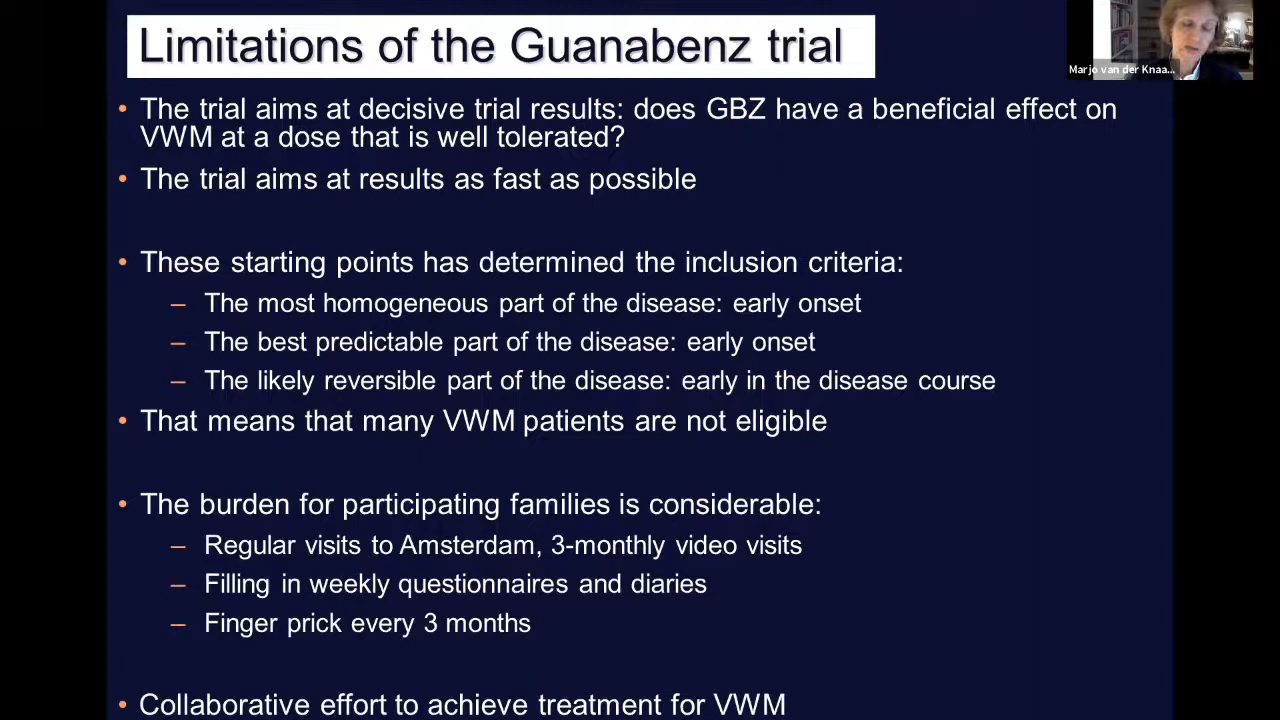 Limitations of the Guanabenz trial
Marjo van der Knaa...
• The trial aims at decisive trial results: does GBZ have a beneficial effect on
VWM at a dose that is well tolerated?
• The trial aims at results as fast as possible
• These starting points has determined the inclusion criteria:
– The most homogeneous part of the disease: early onset
– The best predictable part of the disease: early onset
– The likely reversible part of the disease: early in the disease course
• That means that many VWM patients are not eligible
• The burden for participating families is considerable:
– Regular visits to Amsterdam, 3-monthly video visits
– Filling in weekly questionnaires and diaries
– Finger prick every 3 months
• Collaborative effort to achieve treatment for VWM